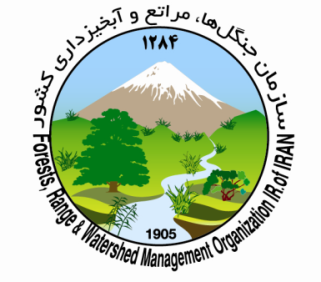 سازمان جنگل‌ها، مراتع و آبخیزداری کشور
۱۲۸۴
1905
Forests, Range & Watershed Management Organization IR.of IRAN